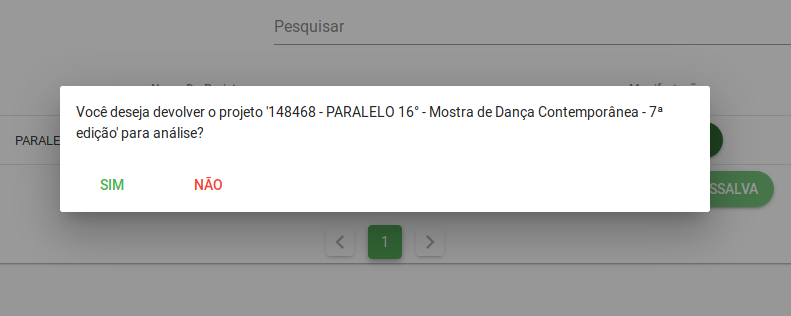 Pesquisar
Você deseja devolver o projeto '148468 - PARALELO 16° - Mostra de Dança Contemporânea - 7ª
edição' para análise?
PARALE
SIM
NÃO
SSALVA
1